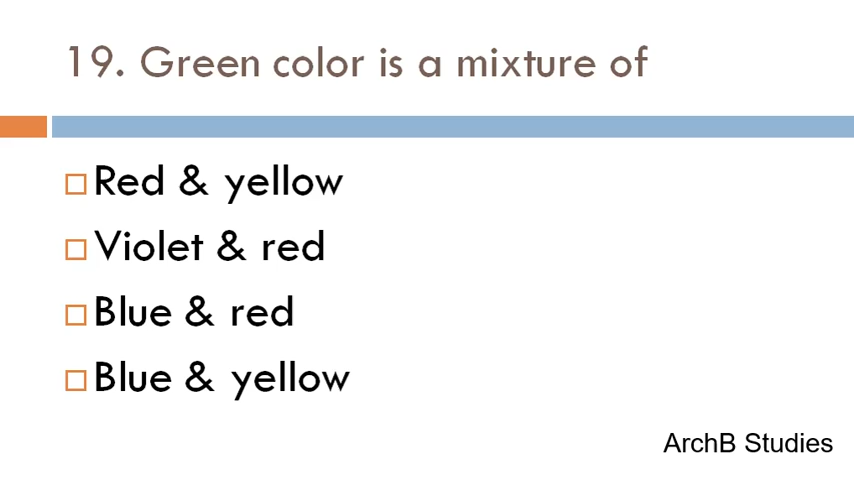 19. Green color is a mixture of
Red & yellow
Violet & red
Blue & red
Blue & yellow
ArchB Studies